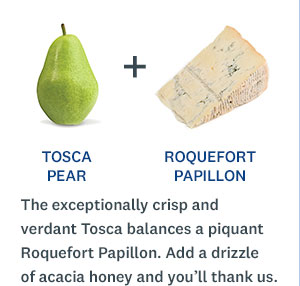 +
TOSCA PEAR
ROQUEFORT PAPILLON
The exceptionally crisp and
verdant Tosca balances a piquant
Roquefort Papillon. Add a drizzle
of acacia honey and you’ll thank us.